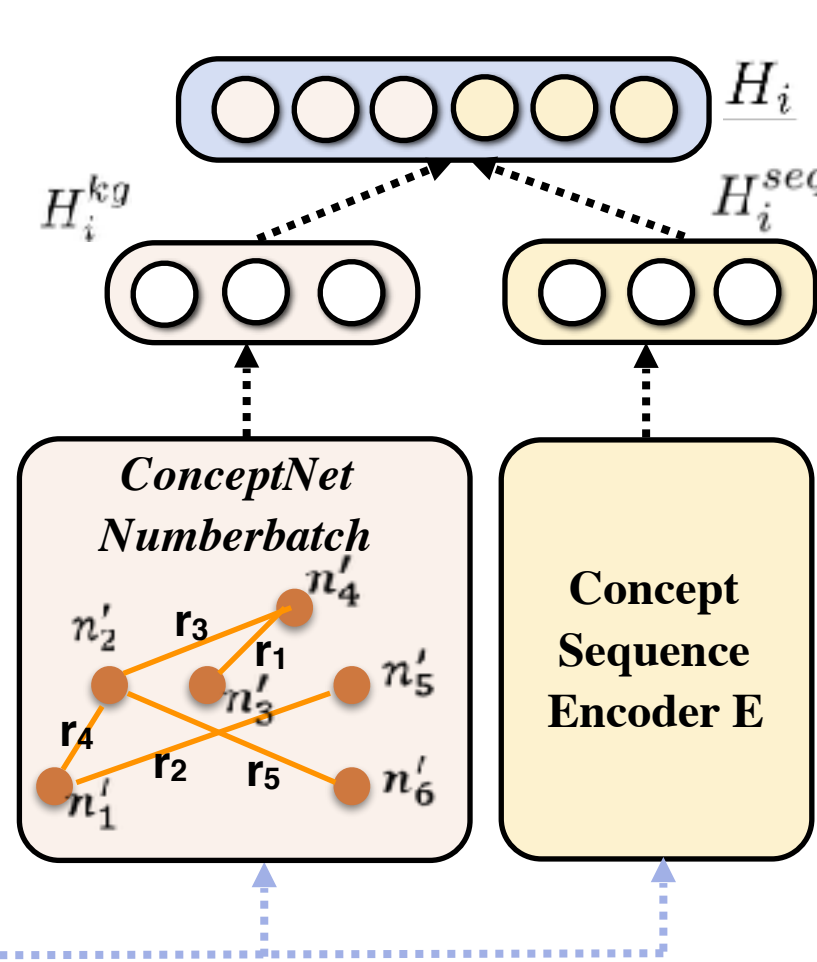 H_i
H_i^{kg}
H_i^{seq}
ConceptNet
Numberbatch
n'_4
n'_2
r_3
r_1
n'_5
n'_3
r_4
r_2
r_5
n'_6
n'_1
Concept
Sequence
Encoder E